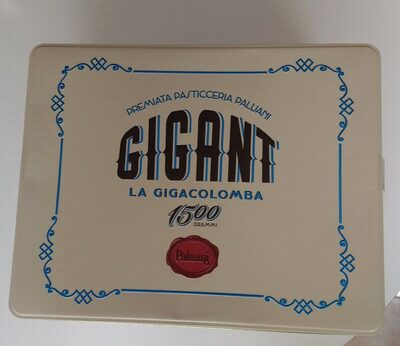 PREMIATA PASTICCERIA PALUANI
GIGANT
LA GIGACOLOMBA
1500
GRAMMI
Paluani